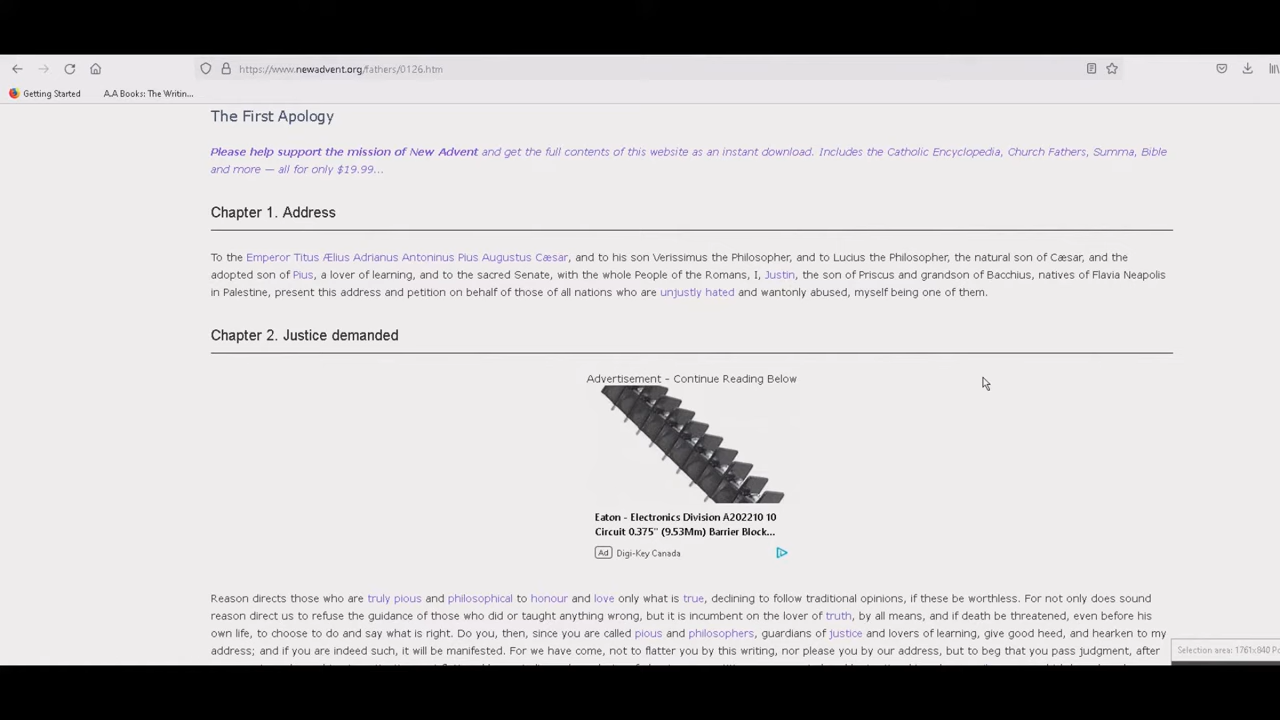 https://www.newadvent.org/fathers/0126.htm
Getting Started
A.A Books: The Writin...
The First Apology
Please help support the mission of New Advent and get the full contents of this website as an instant download. Includes the Catholic Encyclopedia, Church Fathers, Summa, Bible
and more — all for only $19.99...
Chapter 1. Address
To the Emperor Titus Ælius Adrianus Antoninus Pius Augustus Cæsar, and to his son Verissimus the Philosopher, and to Lucius the Philosopher, the natural son of Cæsar, and the
adopted son of Pius, a lover of learning, and to the sacred Senate, with the whole People of the Romans, I, Justin, the son of Priscus and grandson of Bacchius, natives of Flavia Neapolis
in Palestine, present this address and petition on behalf of those of all nations who are unjustly hated and wantonly abused, myself being one of them.
Chapter 2. Justice demanded
Advertisement - Continue Reading Below
Eaton - Electronics Division A202210 10
Circuit 0.375" (9.53Mm) Barrier Block...
Ad Digi-Key Canada
Reason directs those who are truly pious and philosophical to honour and love only what is true, declining to follow traditional opinions, if these be worthless. For not only does sound
reason direct us to refuse the guidance of those who did or taught anything wrong, but it is incumbent on the lover of truth, by all means, and if death be threatened, even before his
own life, to choose to do and say what is right. Do you, then, since you are called pious and philosophers, guardians of justice and lovers of learning, give good heed, and hearken to my
address; and if you are indeed such, it will be manifested. For we have come, not to flatter you by this writing, nor please you by our address, but to beg that you pass judgment, after
Selection area: 1761x840 Po